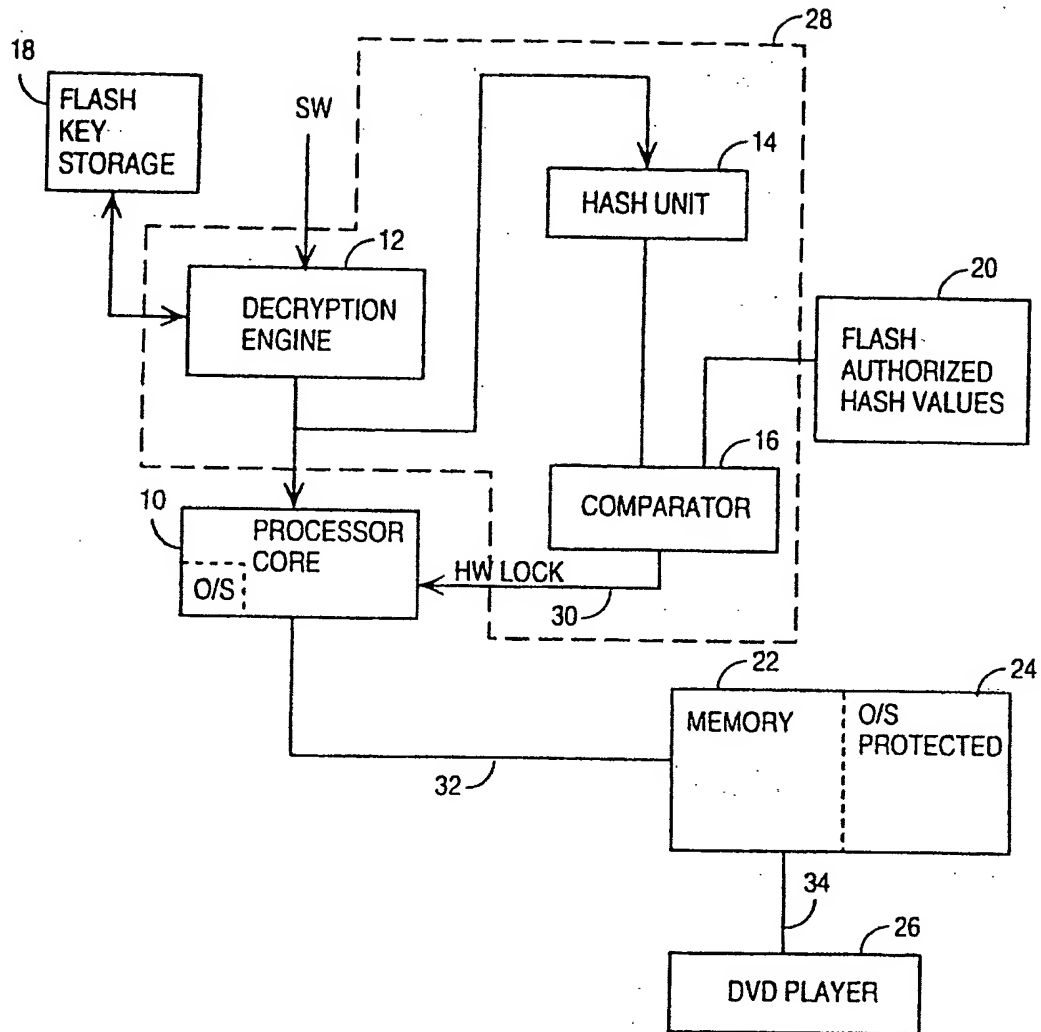 28
18
FLASH
KEY
STORAGE
SW
14
HASH UNIT
12
DECRYPTION
ENGINE
20
FLASH
AUTHORIZED
HASH VALUES
16
COMPARATOR
10
PROCESSOR
CORE
O/S
HW LOCK
30
22
24
MEMORY
O/S
PROTECTED
32
34
26
DVD PLAYER